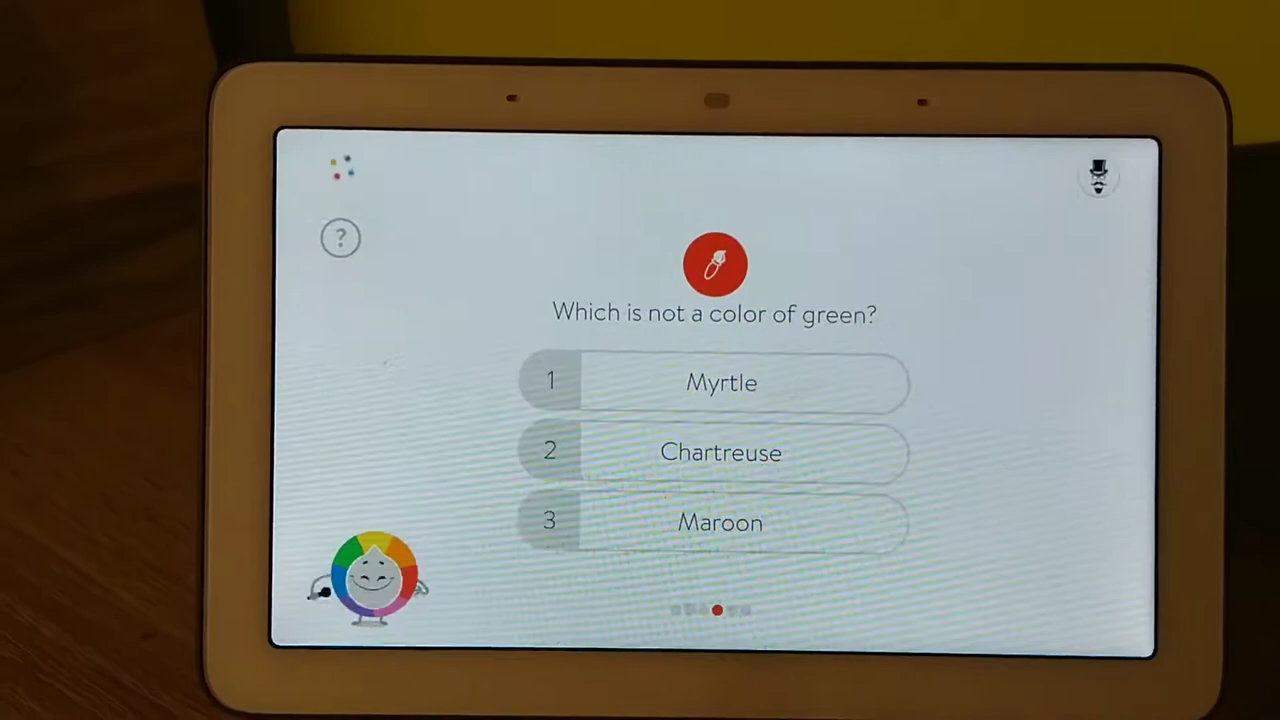 ?
Which is not a color of green?
1 Myrtle
2 Chartreuse
3 Maroon